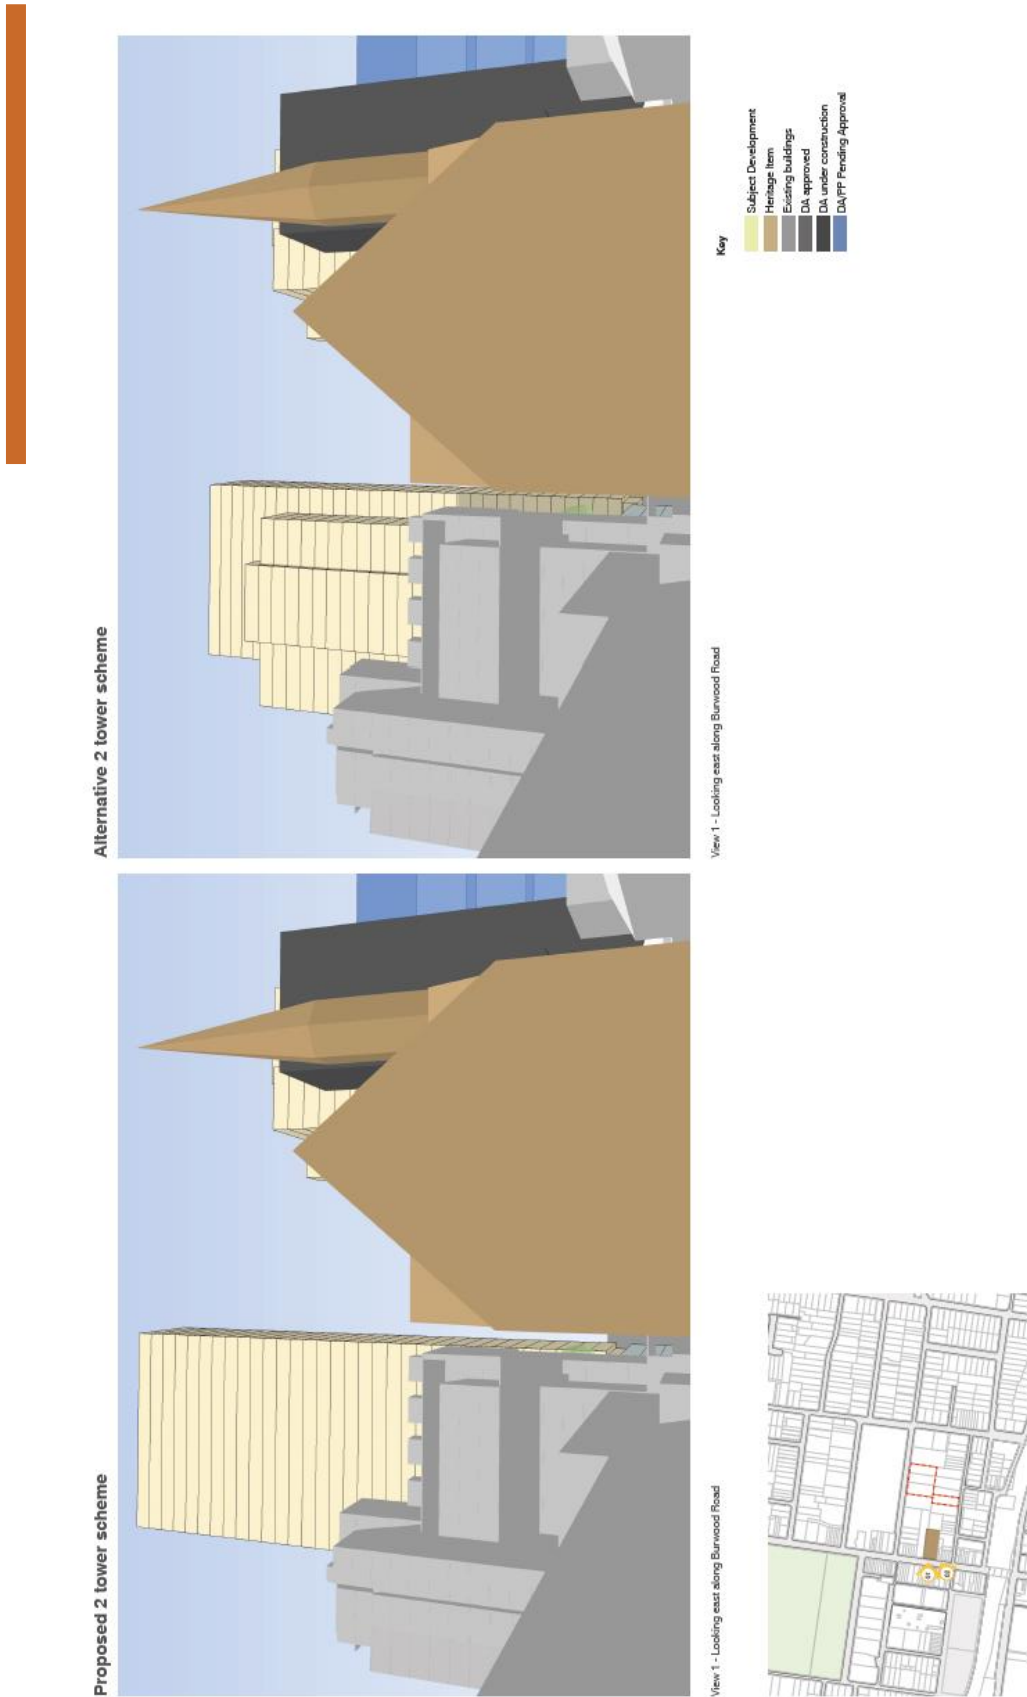 Proposed 2 tower scheme
Alternative 2 tower scheme
View 1 - Looking east along Burwood Road
View 1 - Looking east along Burwood Road
Key
Subject Development
Heritage Item
Existing buildings
DA approved
DA under construction
DA/PP Pending Approval